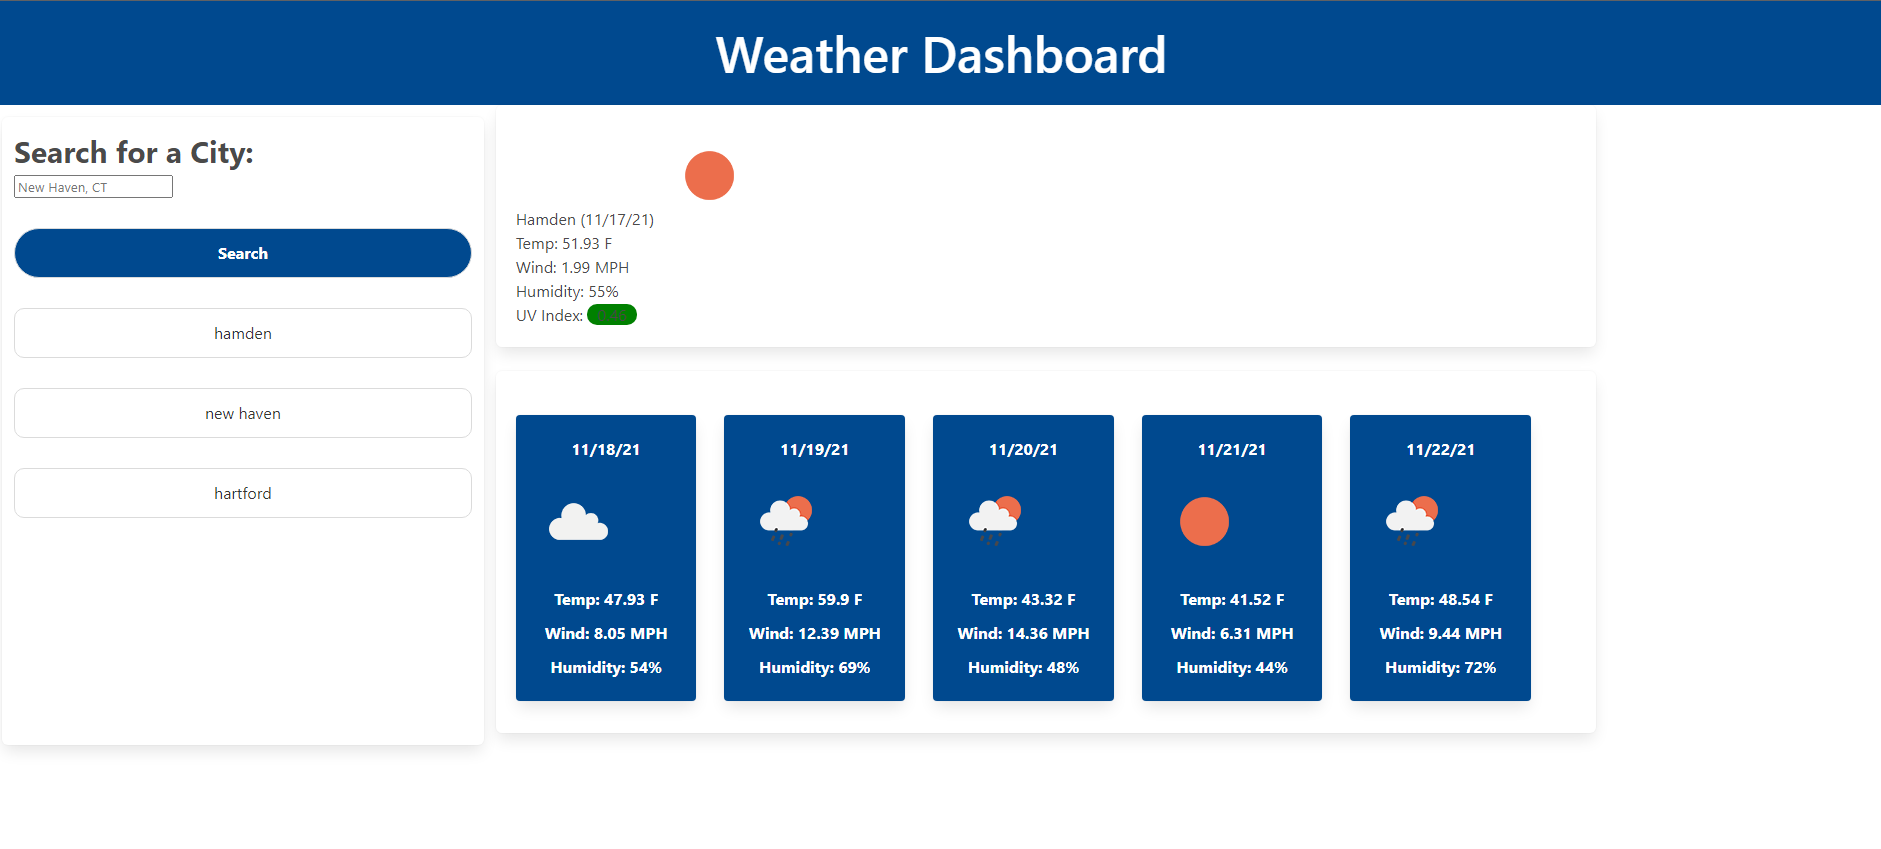 Weather Dashboard
Search for a City:
New Haven, CT
Search
hamden
new haven
hartford
Hamden (11/17/21)
Temp: 51.93 F
Wind: 1.99 MPH
Humidity: 55%
UV Index:
11/18/21
Temp: 47.93 F
Wind: 8.05 MPH
Humidity: 54%
11/19/21
Temp: 59.9 F
Wind: 12.39 MPH
Humidity: 69%
11/20/21
Temp: 43.32 F
Wind: 14.36 MPH
Humidity: 48%
11/21/21
Temp: 41.52 F
Wind: 6.31 MPH
Humidity: 44%
11/22/21
Temp: 48.54 F
Wind: 9.44 MPH
Humidity: 72%